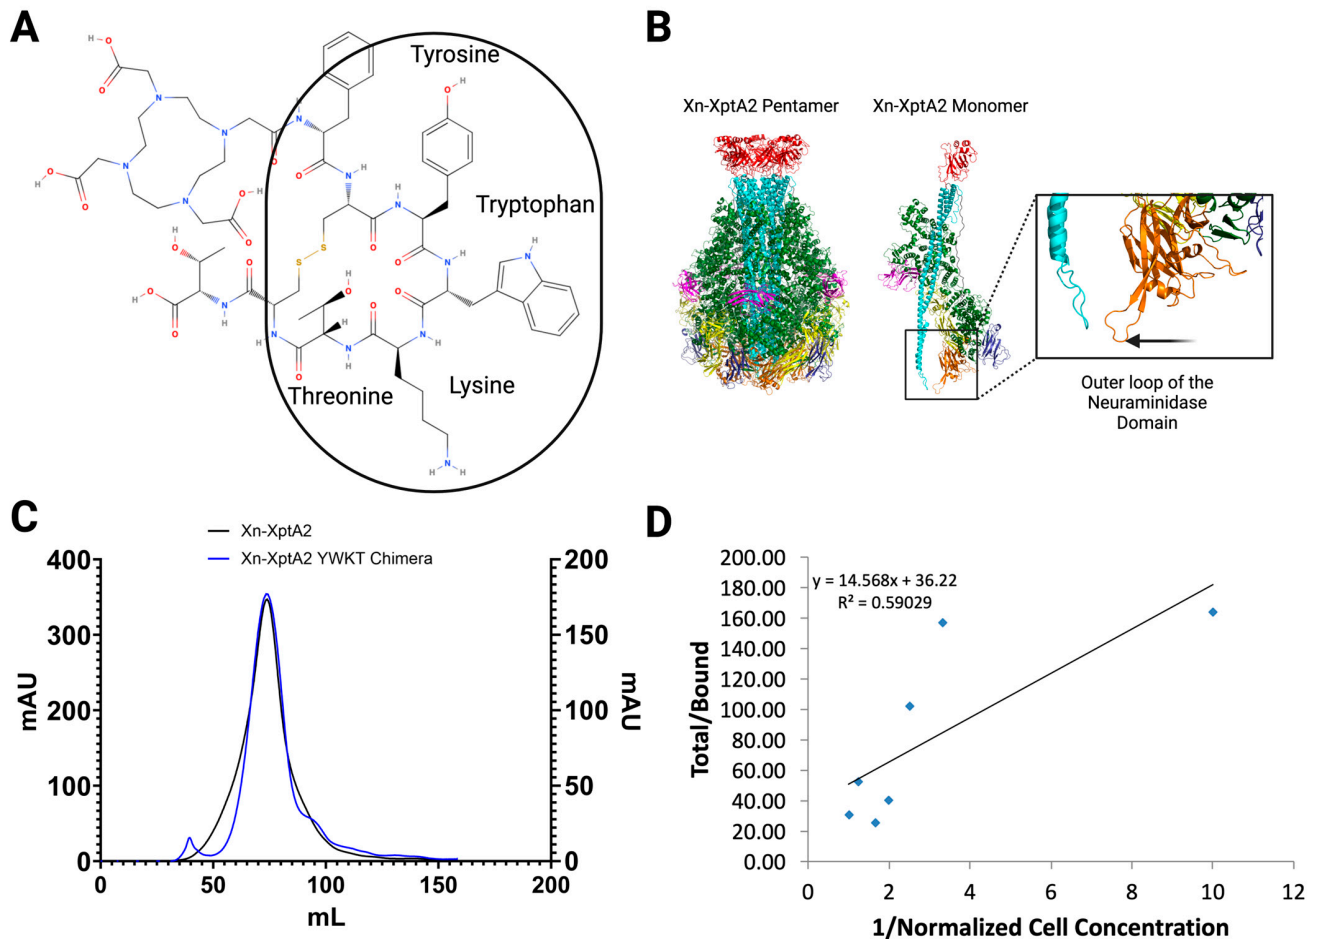 A
Tyrosine
Tryptophan
Lysine
Threonine
H
O
O
N
N
N
N
O
H
O
O
O
H
O
N
O
N
H
H
N
O
O
H
O
N
H
N
H
S
S
O
H
O
H
O
O
O
N
H
N
H
O
O
H
H
N
H
O
N
H
O
H
N
H
B
Xn-XptA2 Pentamer
Xn-XptA2 Monomer
Outer loop of the
Neuraminidase
Domain
C
Xn-XptA2
Xn-XptA2 YWKT Chimera
400
300
200
100
0
mAU
200
150
100
50
0
mAU
0
50
100
150
200
mL
D
200.00
180.00
160.00
140.00
120.00
100.00
80.00
60.00
40.00
20.00
0.00
Total/Bound
y = 14.568x + 36.22
R² = 0.59029
0
2
4
6
8
10
12
1/Normalized Cell Concentration